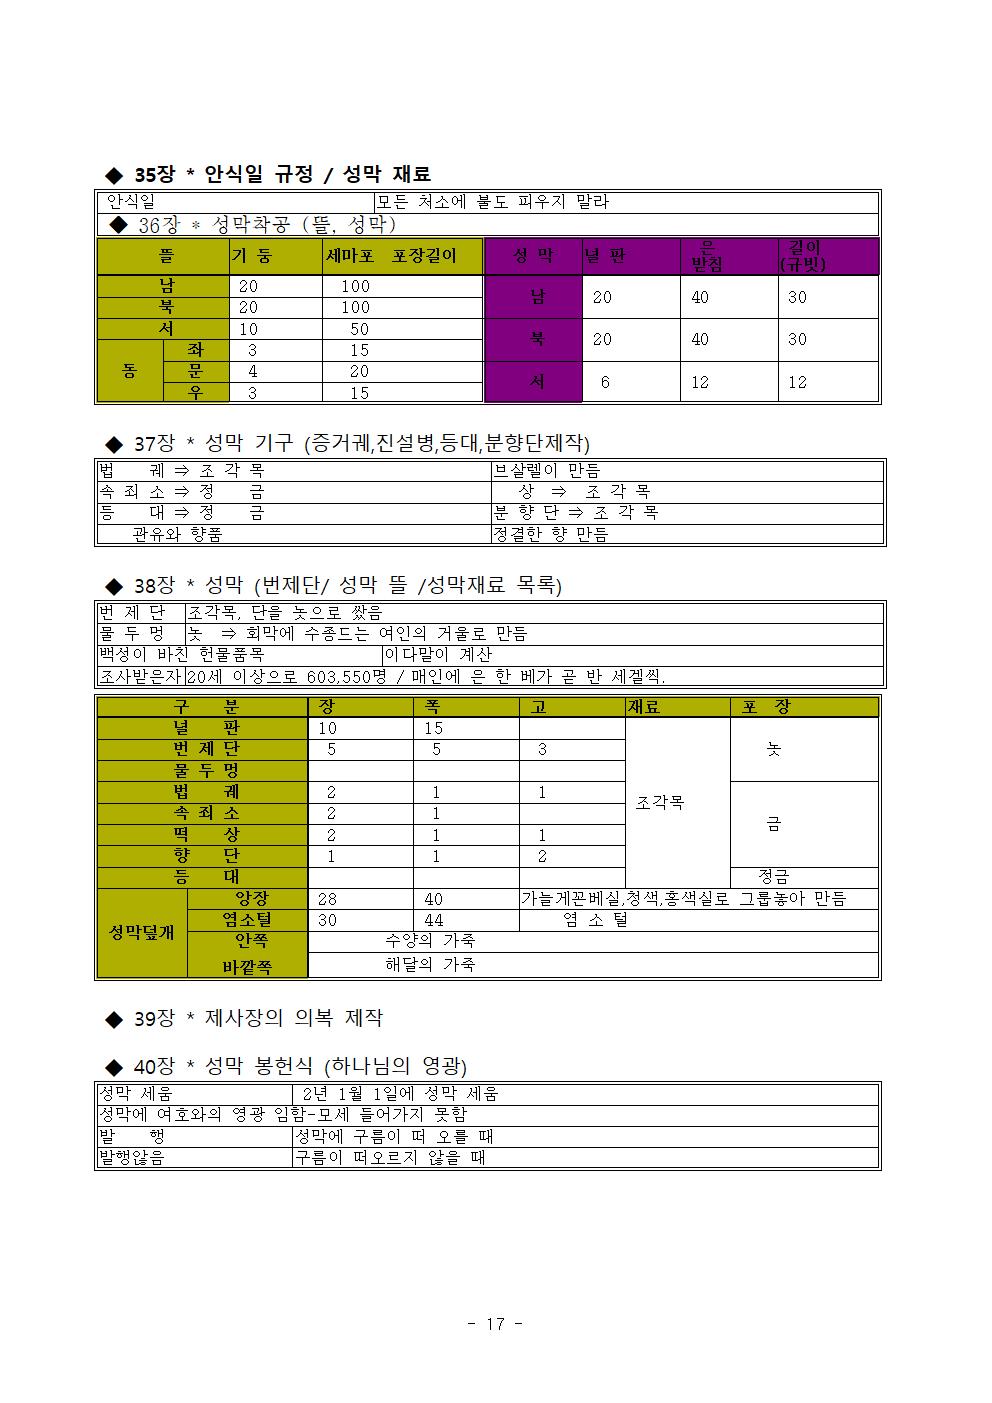 ◆ 35장 * 안식일 규정 / 성막 재료
안식일 모든 처소에 불도 피우지 말라
◆ 36장 * 성막착공 (뜰, 성막)
뜰 기 둥 세마포 포장길이 성 막 널 판 은 받침 길이 (규빗)
남 20 100 남 20 40 30
북 20 100
서 10 50 북 20 40 30
동 좌 3 15
문 4 20 서 6 12 12
우 3 15
◆ 37장 * 성막 기구 (증거궤,진설병,등대,분향단제작)
법 궤 ⇒ 조 각 목 브살렐이 만듬
속 죄 소 ⇒ 정 금 상 ⇒ 조 각 목
등 대 ⇒ 정 금 분 향 단 ⇒ 조 각 목
관유와 향품 정결한 향 만듬
◆ 38장 * 성막 (번제단/ 성막 뜰 /성막재료 목록)
번 제 단 조각목, 단을 놋으로 쌌음
물 두 멍 놋 ⇒ 회막에 수종드는 여인의 거울로 만듬
백성이 바친 헌물품목 이다말이 계산
조사받은자 20세 이상으로 603,550명 / 매인에 은 한 베가 곧 반 세겔씩.
구 분 장 폭 고 재료 포 장
널 판 10 15 조각목 놋
번 제 단 5 5 3
물 두 멍
법 궤 2 1 1 금
속 죄 소 2 1
떡 상 2 1 1
향 단 1 1 2
등 대 정금
성막덮개 앙장 28 40 가늘게꼰베실,청색,홍색실로 그룹놓아 만듬
염소털 30 44 염 소 털
안쪽 수양의 가죽
바깥쪽 해달의 가죽
◆ 39장 * 제사장의 의복 제작
◆ 40장 * 성막 봉헌식 (하나님의 영광)
성막 세움 2년 1월 1일에 성막 세움
성막에 여호와의 영광 임함-모세 들어가지 못함
발 행 성막에 구름이 떠 오를 때
발행않음 구름이 떠오르지 않을 때
- 17 -